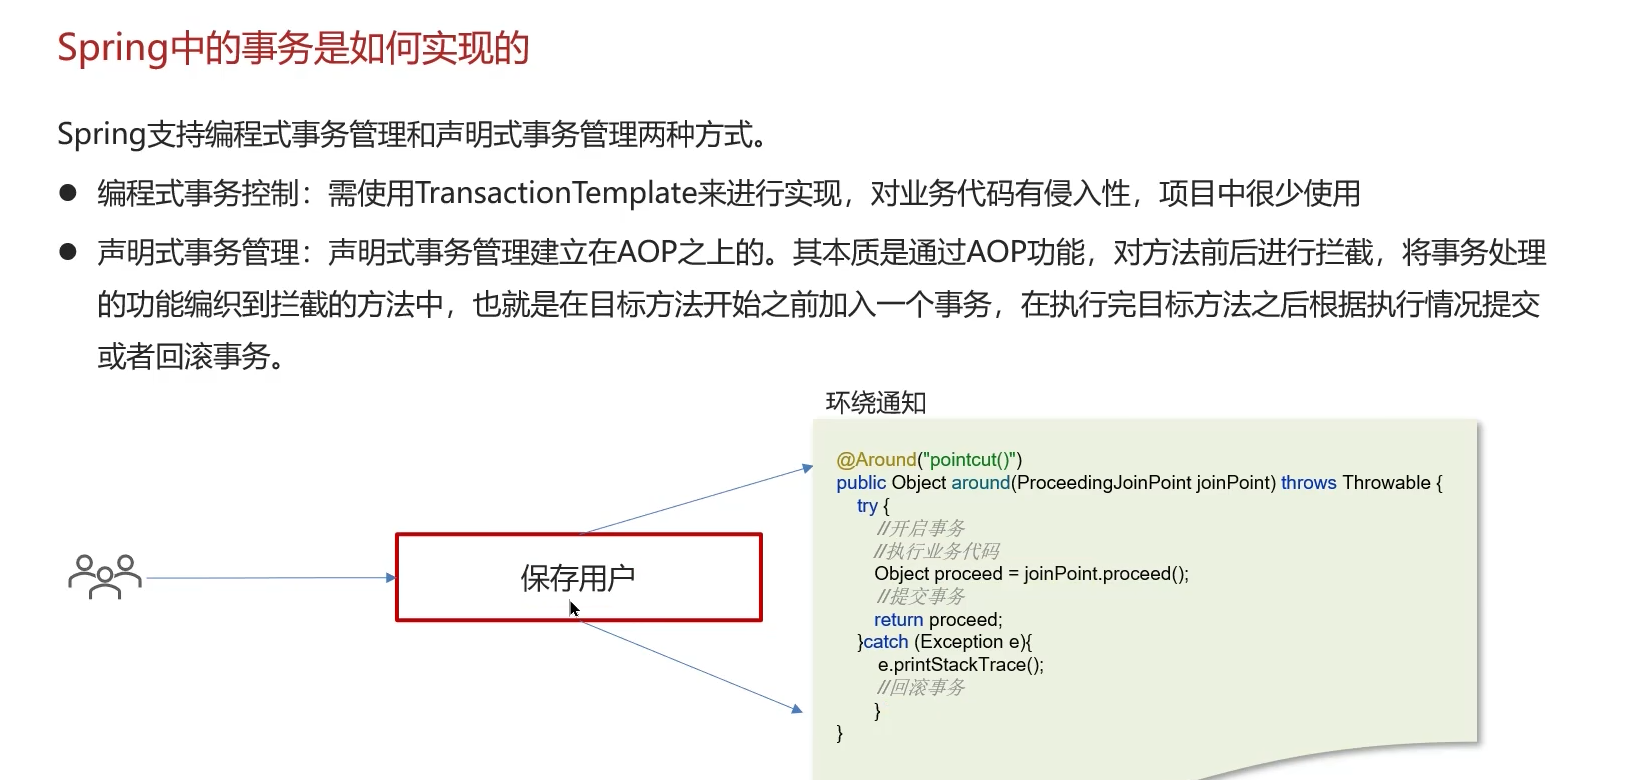 Spring中的事务是如何实现的
Spring支持编程式事务管理和声明式事务管理两种方式。
● 编程式事务控制：需使用TransactionTemplate来进行实现，对业务代码有侵入性，项目中很少使用
● 声明式事务管理：声明式事务管理建立在AOP之上的。其本质是通过AOP功能，对方法前后进行拦截，将事务处理
的功能编织到拦截的方法中，也就是在目标方法开始之前加入一个事务，在执行完目标方法之后根据执行情况提交
或者回滚事务。
环绕通知
@Around("pointcut()")
public Object around(ProceedingJoinPoint joinPoint) throws Throwable {
try {
//开启事务
//执行业务代码
Object proceed = joinPoint.proceed();
//提交事务
return proceed;
}catch (Exception e){
e.printStackTrace();
//回滚事务
}
}
保存用户